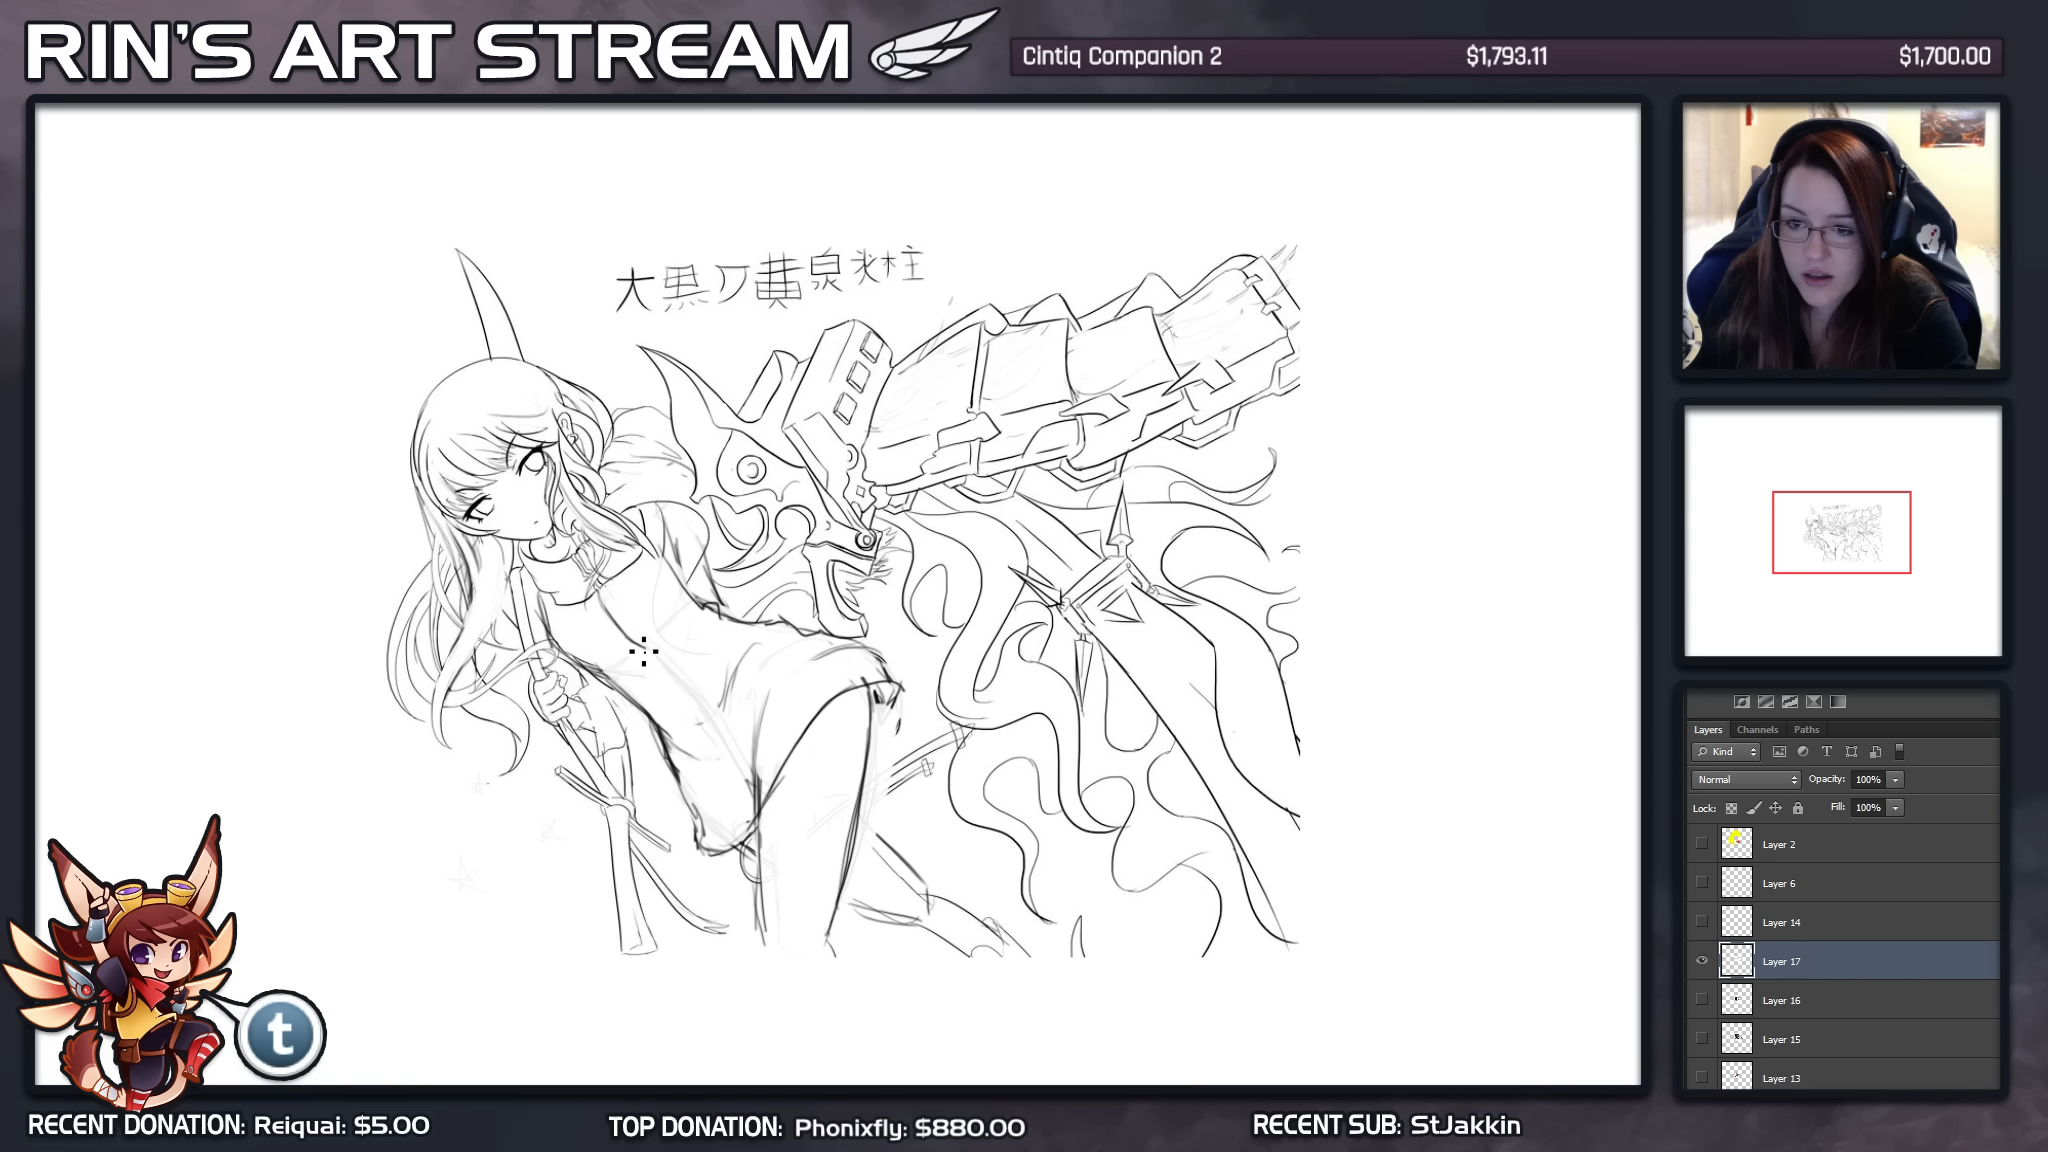 RIN'S ART STREAM
Cintiq Companion 2 $1,793.11 $1,700.00
大黒刀黄泉火柱
Layers Channels Paths
Kind
Normal Opacity: 100%
Lock: Fill: 100%
Layer 2
Layer 6
Layer 14
Layer 17
Layer 16
Layer 15
Layer 13
t
RECENT DONATION: Reiquai: $5.00
TOP DONATION: Phonixfly: $880.00
RECENT SUB: StJakkin